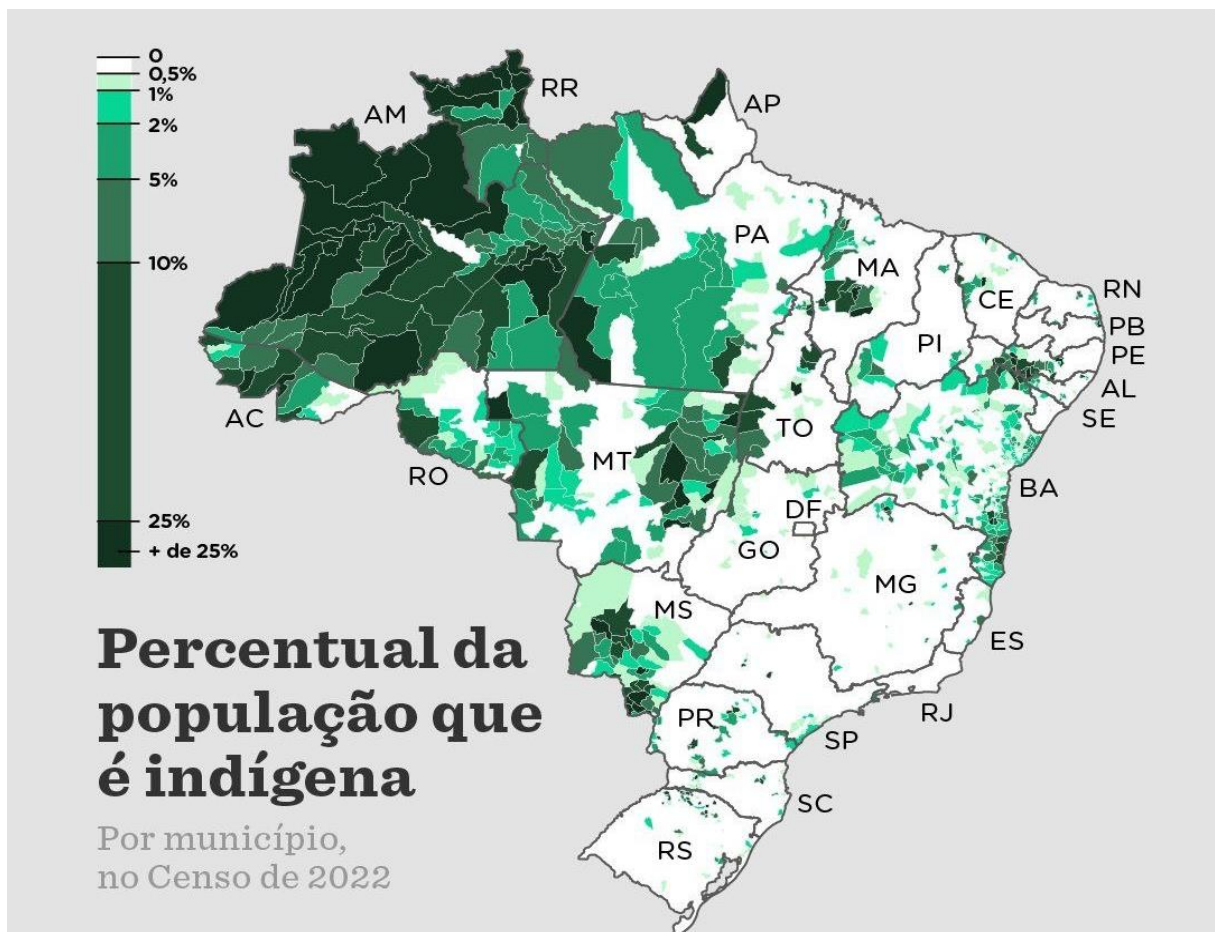 0
0,5%
1%
2%
5%
10%
25%
+ de 25%
AM
RR
AP
PA
MA
CE
RN
PB
PE
PI
AL
SE
AC
TO
RO
MT
BA
DF
GO
MG
MS
ES
RJ
PR
SP
SC
RS
Percentual da
população que
é indígena
Por município,
no Censo de 2022